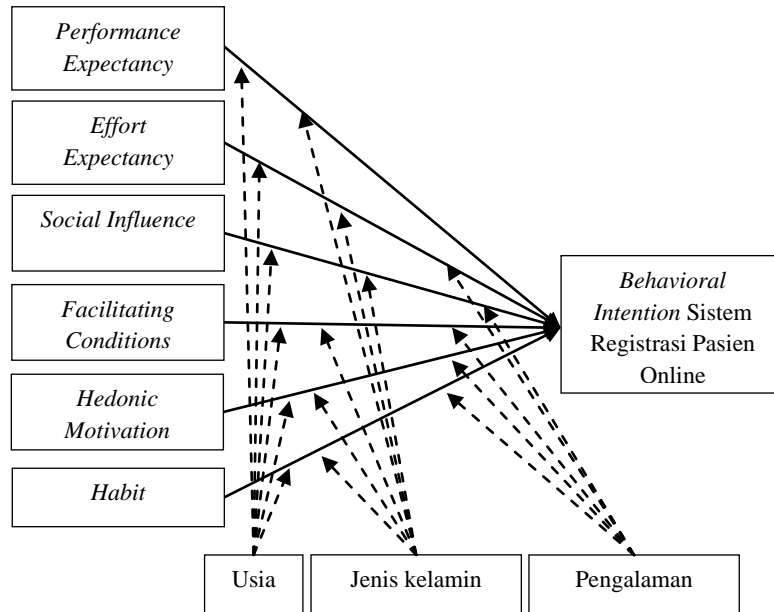 Performance
Expectancy
Effort
Expectancy
Social Influence
Facilitating
Conditions
Hedonic
Motivation
Habit
Behavioral
Intention Sistem
Registrasi Pasien
Online
Usia
Jenis kelamin
Pengalaman